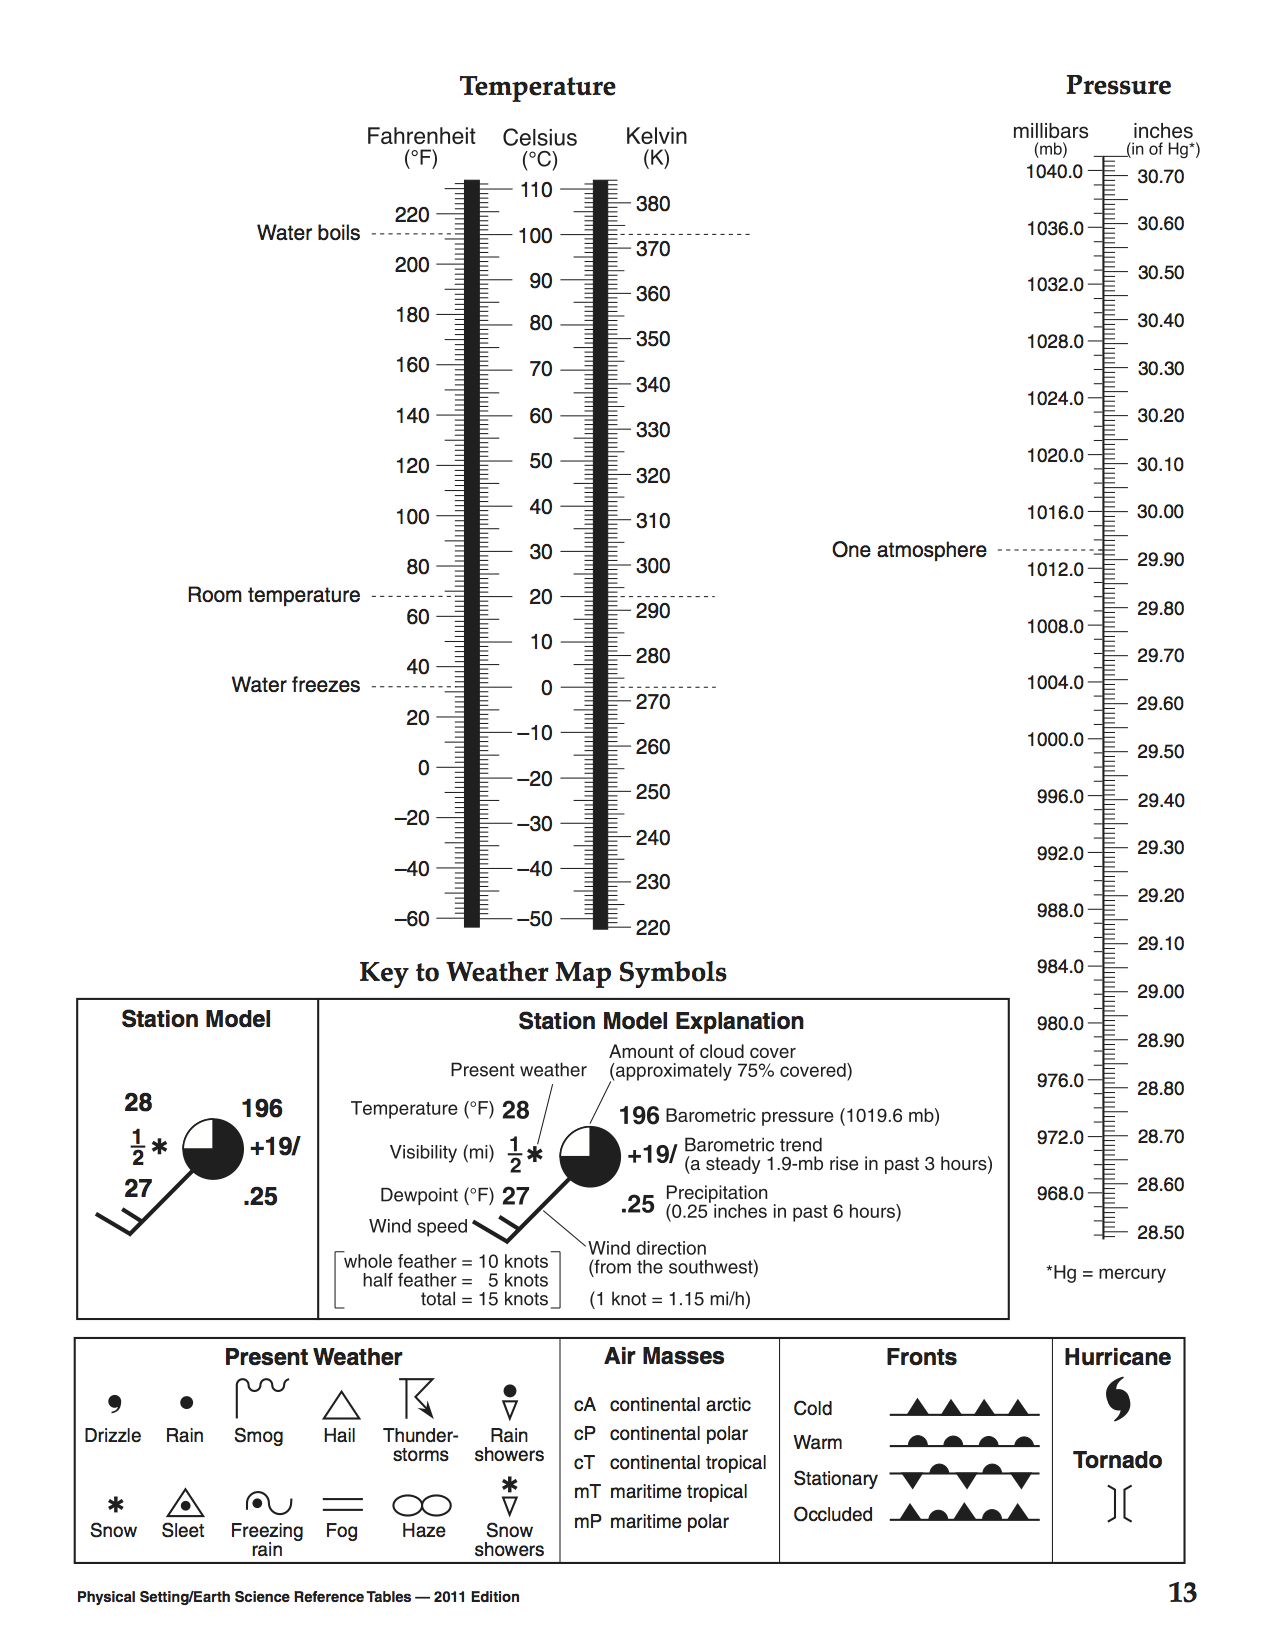 Temperature
Pressure
Fahrenheit
(°F)
Celsius
(°C)
Kelvin
(K)
millibars
(mb)
inches
(in of Hg*)
220
200
180
160
140
120
100
80
60
40
20
0
–20
–40
–60
110
100
90
80
70
60
50
40
30
20
10
0
–10
–20
–30
–40
–50
380
370
360
350
340
330
320
310
300
290
280
270
260
250
240
230
220
Water boils
Room temperature
Water freezes
1040.0
1036.0
1032.0
1028.0
1024.0
1020.0
1016.0
1012.0
1008.0
1004.0
1000.0
996.0
992.0
988.0
984.0
980.0
976.0
972.0
968.0
One atmosphere
30.70
30.60
30.50
30.40
30.30
30.20
30.10
30.00
29.90
29.80
29.70
29.60
29.50
29.40
29.30
29.20
29.10
29.00
28.90
28.80
28.70
28.60
28.50
*Hg = mercury
Key to Weather Map Symbols
Station Model
28
196
1/2
+19/
27
.25
Station Model Explanation
Amount of cloud cover
(approximately 75% covered)
Present weather
Temperature (°F) 28
196 Barometric pressure (1019.6 mb)
Visibility (mi) 1/2
+19/ Barometric trend
(a steady 1.9-mb rise in past 3 hours)
Dewpoint (°F) 27
.25 Precipitation
(0.25 inches in past 6 hours)
Wind speed
whole feather = 10 knots
half feather = 5 knots
total = 15 knots
Wind direction
(from the southwest)
(1 knot = 1.15 mi/h)
Present Weather
Drizzle
Rain
Smog
Hail
Thunder-
storms
Rain
showers
Snow
Sleet
Freezing
rain
Fog
Haze
Snow
showers
Air Masses
cA continental arctic
cP continental polar
cT continental tropical
mT maritime tropical
mP maritime polar
Fronts
Cold
Warm
Stationary
Occluded
Hurricane
Tornado
Physical Setting/Earth Science Reference Tables — 2011 Edition
13